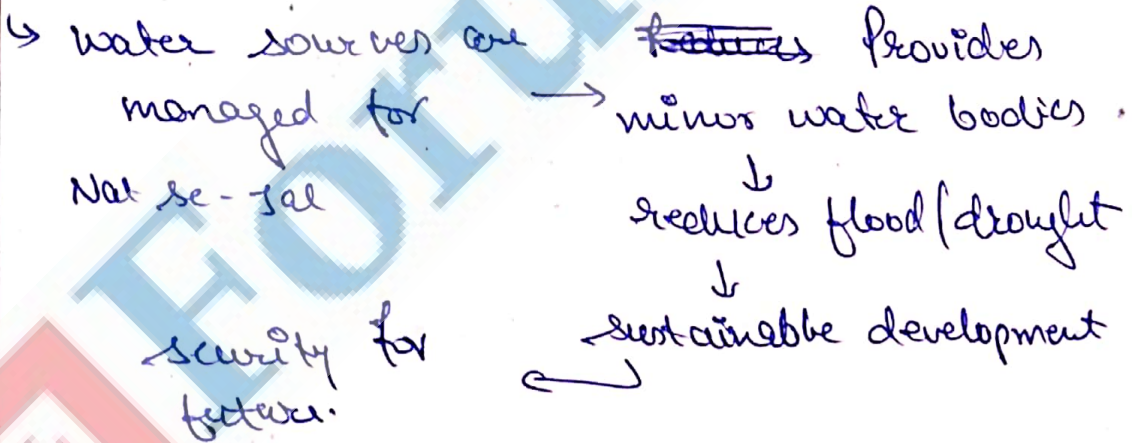 ↳ water sources are
managed for
Nal se-Jal
→ Provides
minor water bodies.
↓
reduces flood/drought
↓
sustainable development
security for
future.